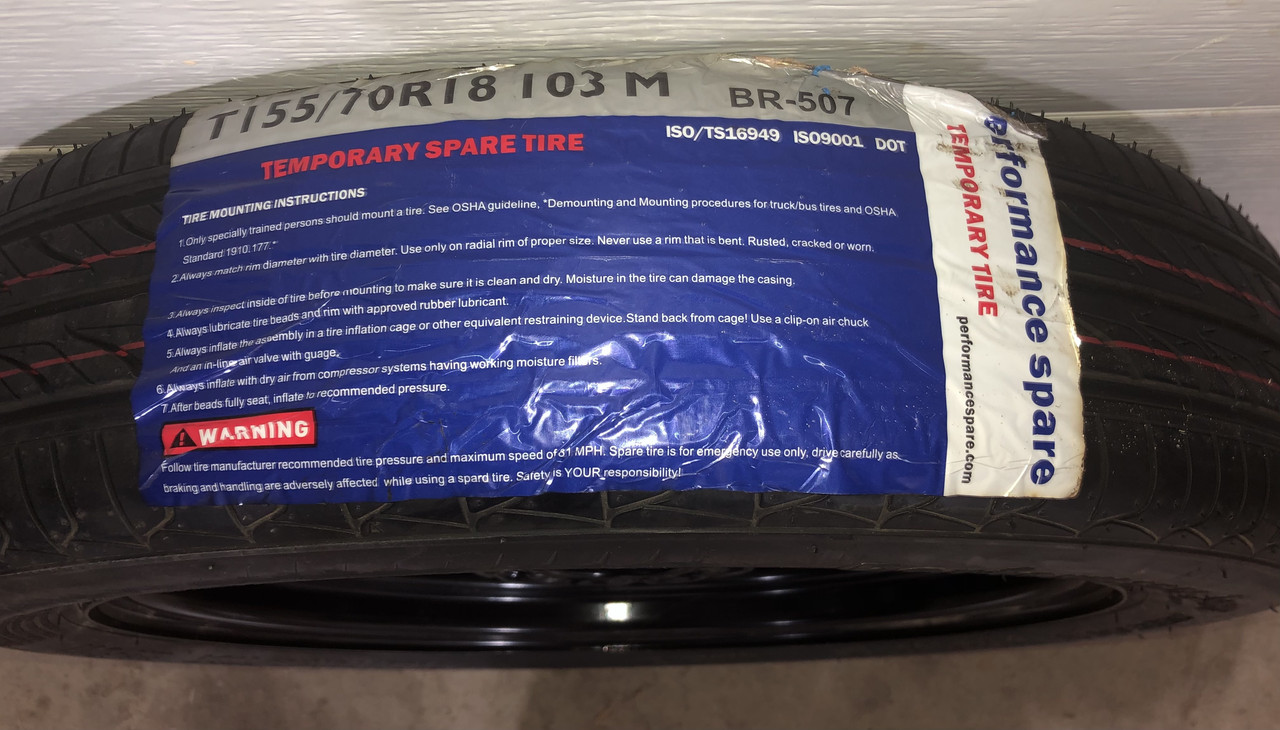 T155/70R18 103 M
BR-507
ISO/TS16949 ISO9001 DOT
TEMPORARY SPARE TIRE
TIRE MOUNTING INSTRUCTIONS
1.Only specially trained persons should mount a tire. See OSHA guideline, "Demounting and Mounting procedures for truck/bus tires and OSHA
Standard 1910.177."
2.Always match rim diameter with tire diameter. Use only on radial rim of proper size. Never use a rim that is bent. Rusted, cracked or worn.
3.Always inspect inside of tire before mounting to make sure it is clean and dry. Moisture in the tire can damage the casing.
4.Always lubricate tire beads and rim with approved rubber lubricant.
5.Always inflate the assembly in a tire inflation cage or other equivalent restraining device.Stand back from cage! Use a clip-on air chuck
And an in-line air valve with guage.
6.Always inflate with dry air from compressor systems having working moisture filters.
7.After beads fully seat, inflate to recommended pressure.
WARNING
Follow tire manufacturer recommended tire pressure and maximum speed of 31 MPH. Spare tire is for emergency use only, drive carefully as
braking and handling are adversely affected while using a spard tire. Safety is YOUR responsibility!
performance spare
TEMPORARY TIRE
performancespare.com